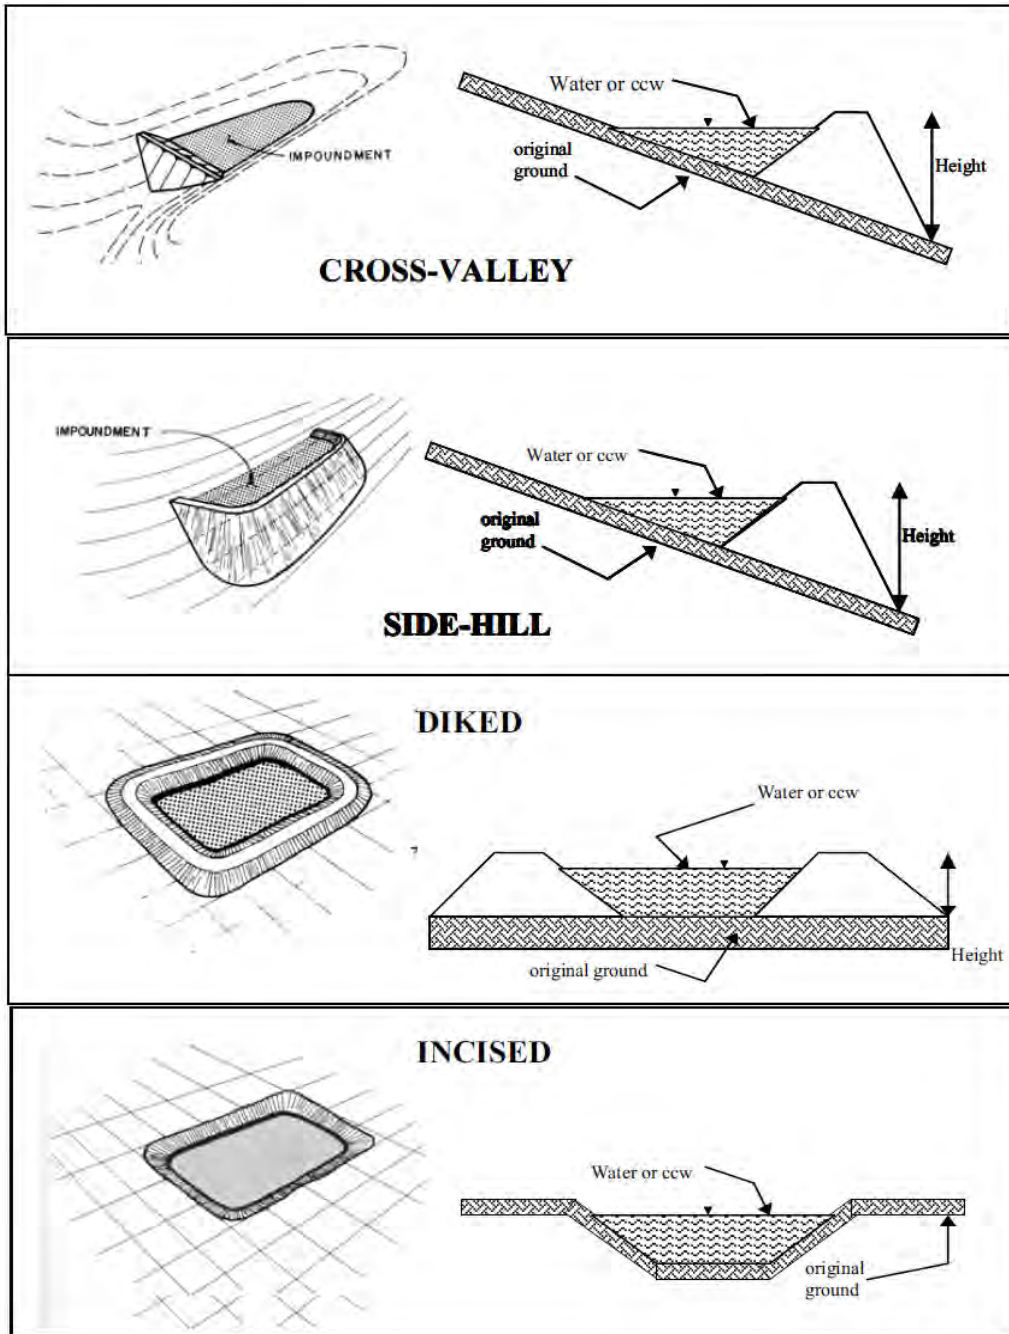 Water or ccw
IMPOUNDMENT
original
ground
Height
CROSS-VALLEY
IMPOUNDMENT
Water or ccw
original
ground
Height
SIDE-HILL
DIKED
Water or ccw
Height
original ground
INCISED
Water or ccw
original
ground